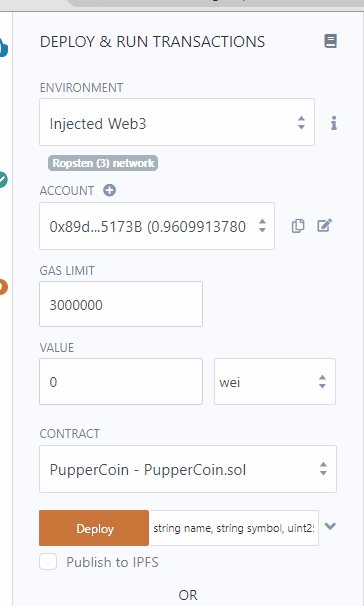 DEPLOY & RUN TRANSACTIONS
ENVIRONMENT
Injected Web3
Ropsten (3) network
ACCOUNT
0x89d...5173B (0.9609913780
GAS LIMIT
3000000
VALUE
0 wei
CONTRACT
PupperCoin - PupperCoin.sol
Deploy string name, string symbol, uint25
Publish to IPFS
OR